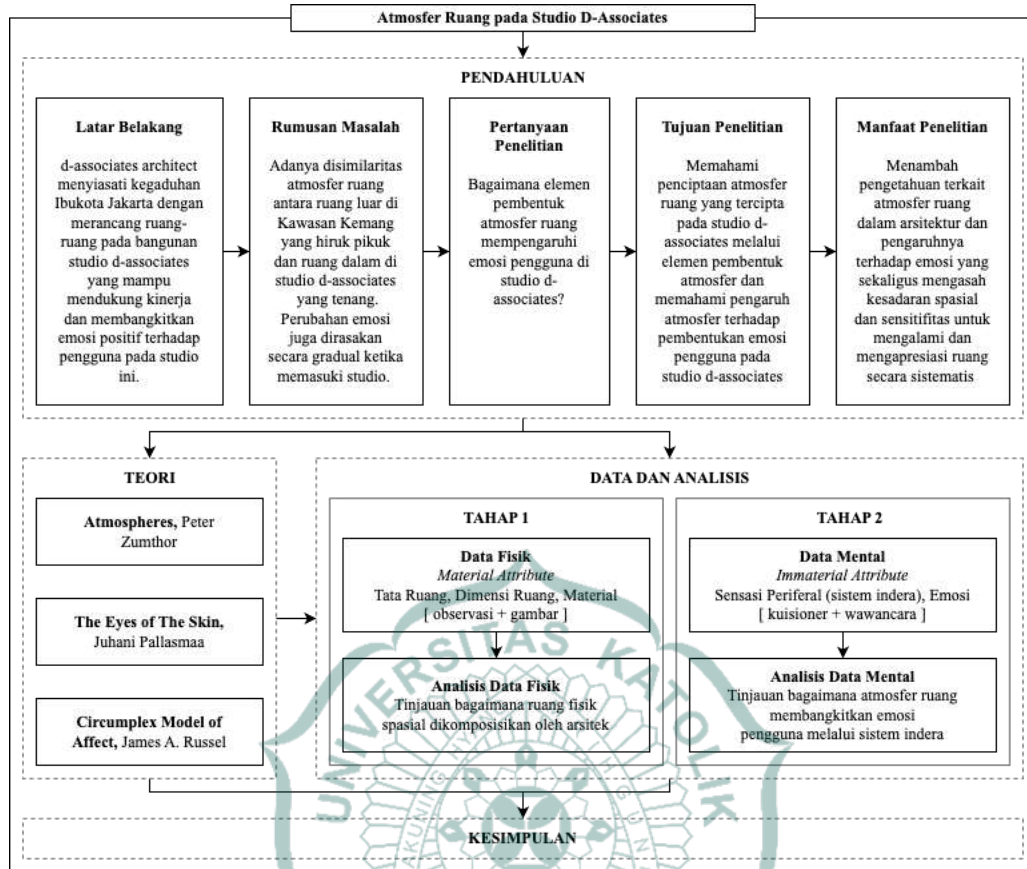 Atmosfer Ruang pada Studio D-Associates
PENDAHULUAN
Latar Belakang
d-associates architect
menyiasati kegaduhan
Ibukota Jakarta dengan
merancang ruang-
ruang pada bangunan
studio d-associates
yang mampu
mendukung kinerja
dan membangkitkan
emosi positif terhadap
pengguna pada studio
ini.
Rumusan Masalah
Adanya disimilaritas
atmosfer ruang
antara ruang luar di
Kawasan Kemang
yang hiruk pikuk
dan ruang dalam di
studio d-associates
yang tenang.
Perubahan emosi
juga dirasakan
secara gradual ketika
memasuki studio.
Pertanyaan
Penelitian
Bagaimana elemen
pembentuk
atmosfer ruang
mempengaruhi
emosi pengguna di
studio d-
associates?
Tujuan Penelitian
Memahami
penciptaan atmosfer
ruang yang tercipta
pada studio d-
associates melalui
elemen pembentuk
atmosfer dan
memahami pengaruh
atmosfer terhadap
pembentukan emosi
pengguna pada
studio d-associates
Manfaat Penelitian
Menambah
pengetahuan terkait
atmosfer ruang
dalam arsitektur dan
pengaruhnya
terhadap emosi yang
sekaligus mengasah
kesadaran spasial
dan sensitifitas untuk
mengalami dan
mengapresiasi ruang
secara sistematis
TEORI
Atmospheres, Peter
Zumthor
The Eyes of The Skin,
Juhani Pallasmaa
Circumplex Model of
Affect, James A. Russel
DATA DAN ANALISIS
TAHAP 1
Data Fisik
Material Attribute
Tata Ruang, Dimensi Ruang, Material
[ observasi + gambar ]
Analisis Data Fisik
Tinjauan bagaimana ruang fisik
spasial dikomposisikan oleh arsitek
TAHAP 2
Data Mental
Immaterial Attribute
Sensasi Periferal (sistem indera), Emosi
[ kuisioner + wawancara ]
Analisis Data Mental
Tinjauan bagaimana atmosfer ruang
membangkitkan emosi
pengguna melalui sistem indera
KESIMPULAN
UNIVERSITAS KATOLIK